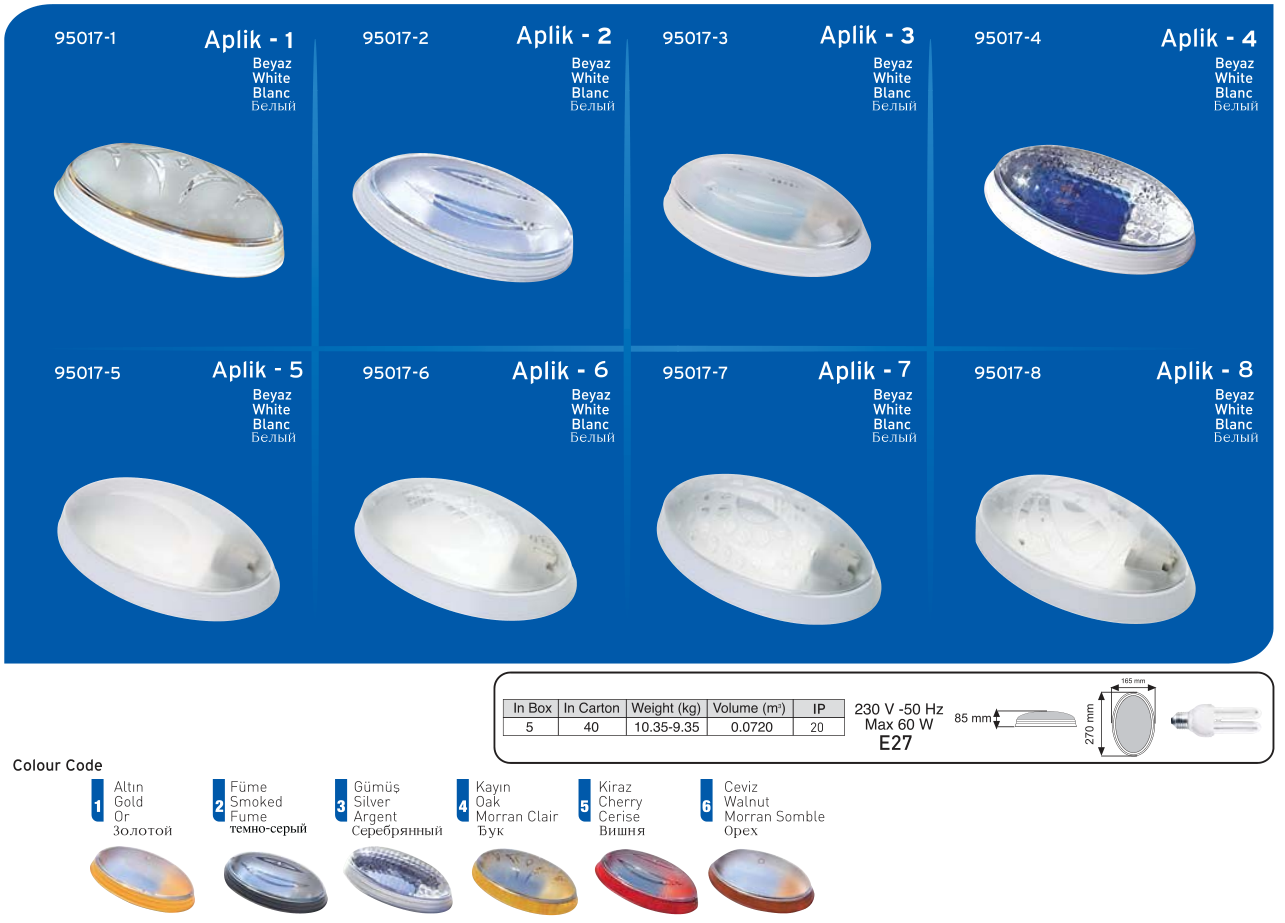 95017-1 Aplik - 1
Beyaz
White
Blanc
Белый
95017-2 Aplik - 2
Beyaz
White
Blanc
Белый
95017-3 Aplik - 3
Beyaz
White
Blanc
Белый
95017-4 Aplik - 4
Beyaz
White
Blanc
Белый
95017-5 Aplik - 5
Beyaz
White
Blanc
Белый
95017-6 Aplik - 6
Beyaz
White
Blanc
Белый
95017-7 Aplik - 7
Beyaz
White
Blanc
Белый
95017-8 Aplik - 8
Beyaz
White
Blanc
Белый
In Box In Carton Weight (kg) Volume (m³) IP
5 40 10.35-9.35 0.0720 20
230 V -50 Hz
Max 60 W
E27
85 mm
165 mm
270 mm
Colour Code
1
Altın
Gold
Or
Золотой
2
Füme
Smoked
Fume
темно-серый
3
Gümüş
Silver
Argent
Серебрянный
4
Kayın
Oak
Morran Clair
Ђук
5
Kiraz
Cherry
Cerise
Вишня
6
Ceviz
Walnut
Morran Somble
Орех